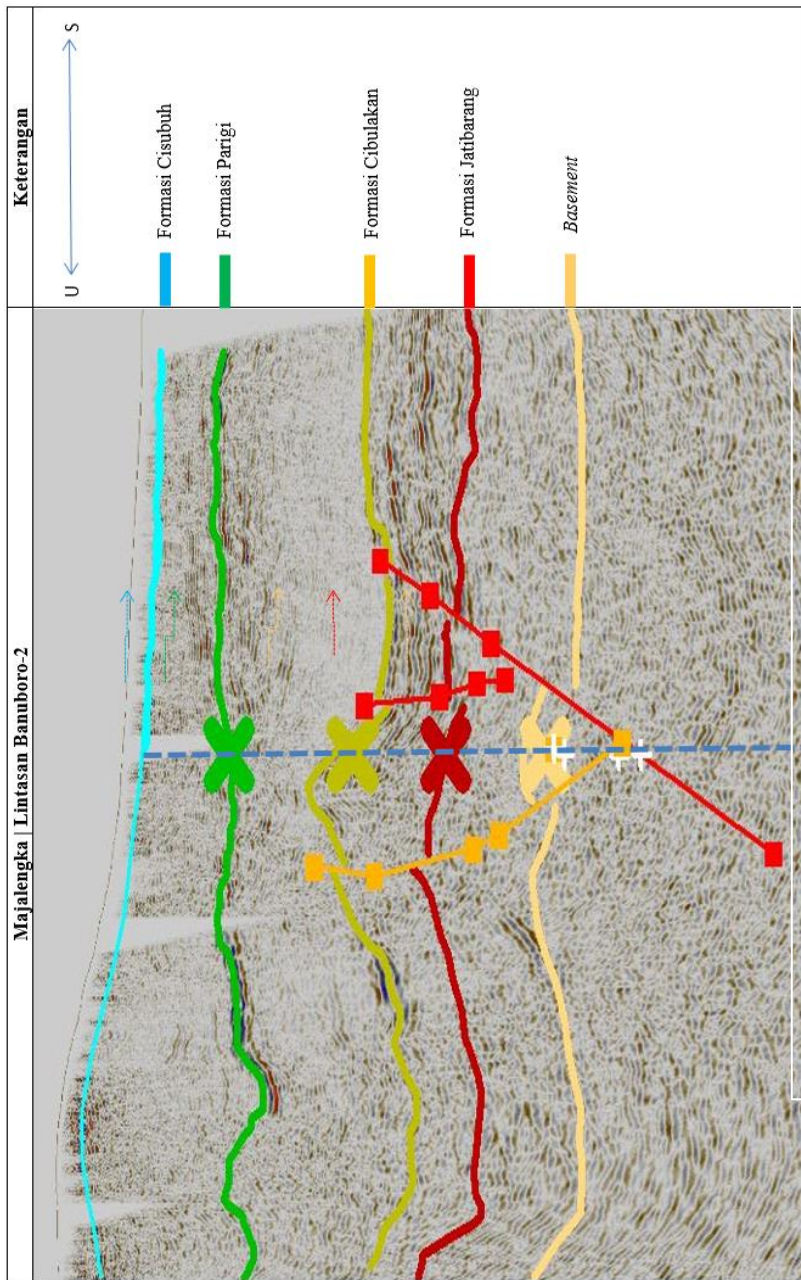 Majalengka | Lintasan Banuboro-2
Keterangan
U
S
Formasi Cisubuh
Formasi Parigi
Formasi Cibulakan
Formasi Jatibarang
Basement